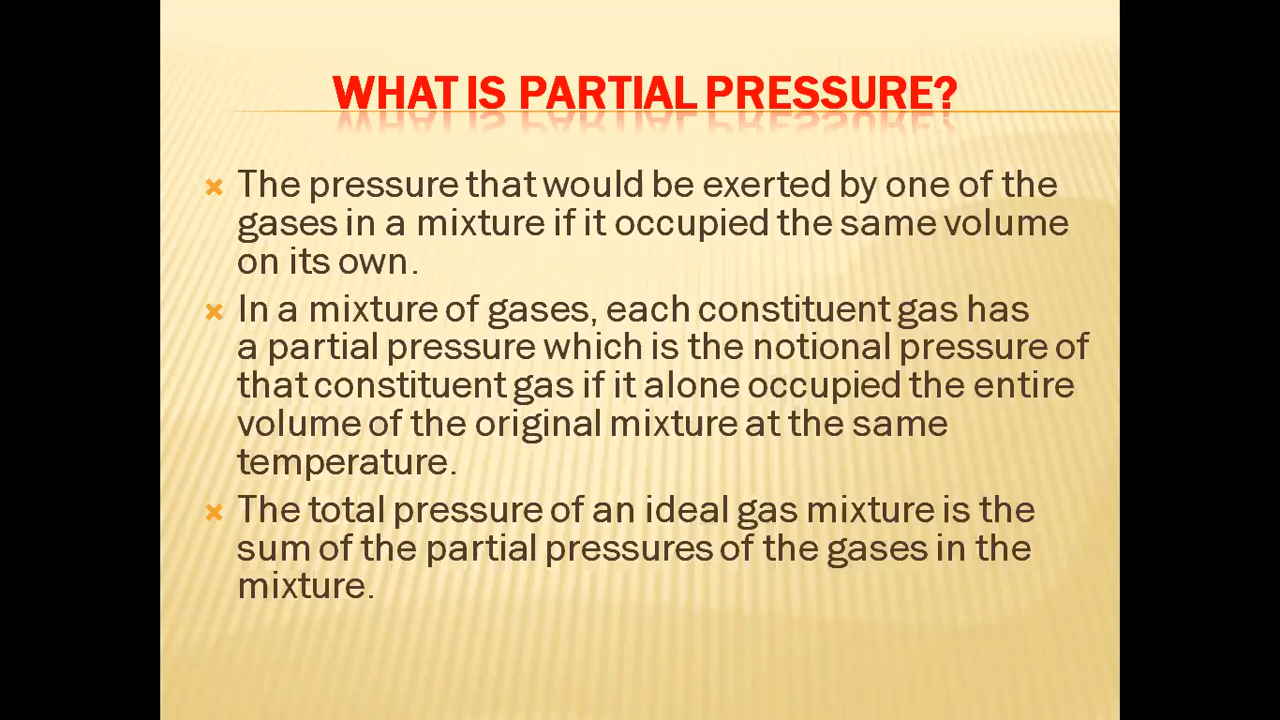 WHAT IS PARTIAL PRESSURE?
The pressure that would be exerted by one of the
gases in a mixture if it occupied the same volume
on its own.
In a mixture of gases, each constituent gas has
a partial pressure which is the notional pressure of
that constituent gas if it alone occupied the entire
volume of the original mixture at the same
temperature.
The total pressure of an ideal gas mixture is the
sum of the partial pressures of the gases in the
mixture.